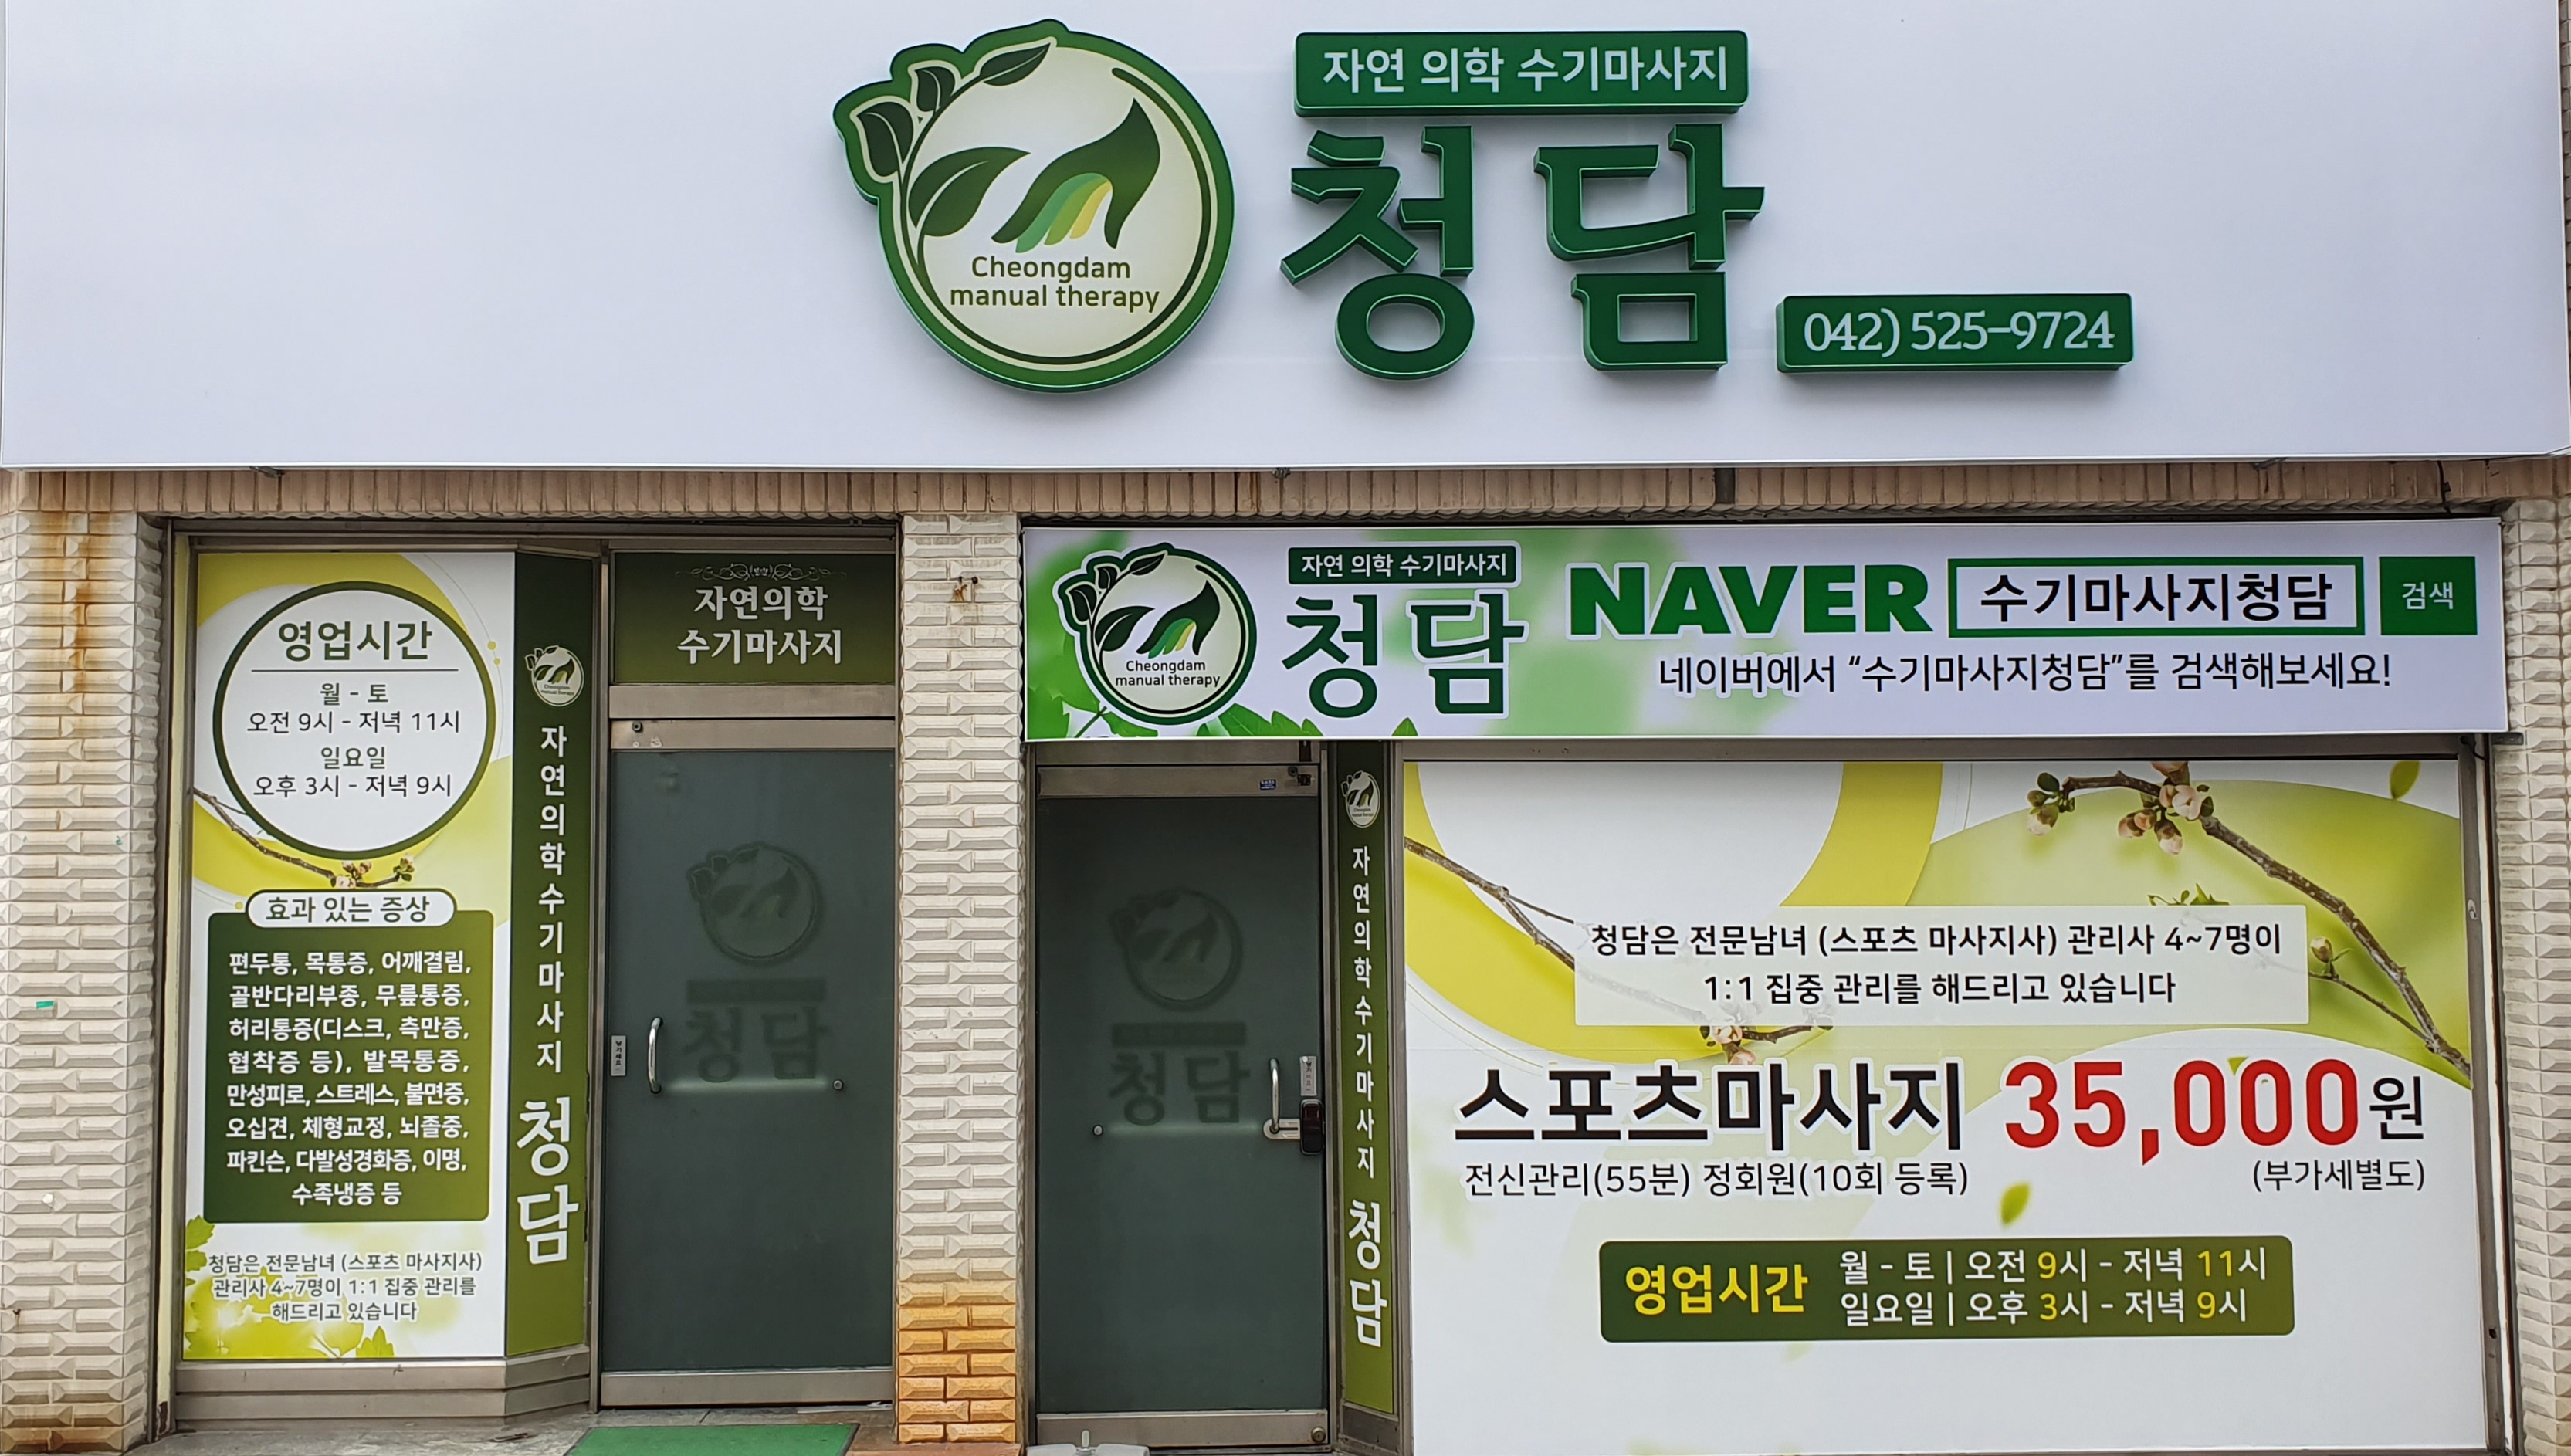 자연 의학 수기마사지
청담
Cheongdam
manual therapy
042) 525-9724
영업시간
월 - 토
오전 9시 - 저녁 11시
일요일
오후 3시 - 저녁 9시
효과 있는 증상
편두통, 목통증, 어깨결림,
골반다리부종, 무릎통증,
허리통증(디스크, 측만증,
협착증 등), 발목통증,
만성피로, 스트레스, 불면증,
오십견, 체형교정, 뇌졸중,
파킨슨, 다발성경화증, 이명,
수족냉증 등
청담은 전문남녀 (스포츠 마사지사)
관리사 4~7명이 1:1 집중 관리를
해드리고 있습니다
Cheongdam
manual therapy
자연의학수기마사지 청담
자연의학
수기마사지
청담
Cheongdam
manual therapy
자연 의학 수기마사지
청담
NAVER 수기마사지청담 검색
네이버에서 “수기마사지청담”를 검색해보세요!
청담
자연의학수기마사지 청담
청담은 전문남녀 (스포츠 마사지사) 관리사 4~7명이
1:1 집중 관리를 해드리고 있습니다
스포츠마사지 35,000원
전신관리(55분) 정회원(10회 등록) (부가세별도)
영업시간
월 - 토 | 오전 9시 - 저녁 11시
일요일 | 오후 3시 - 저녁 9시